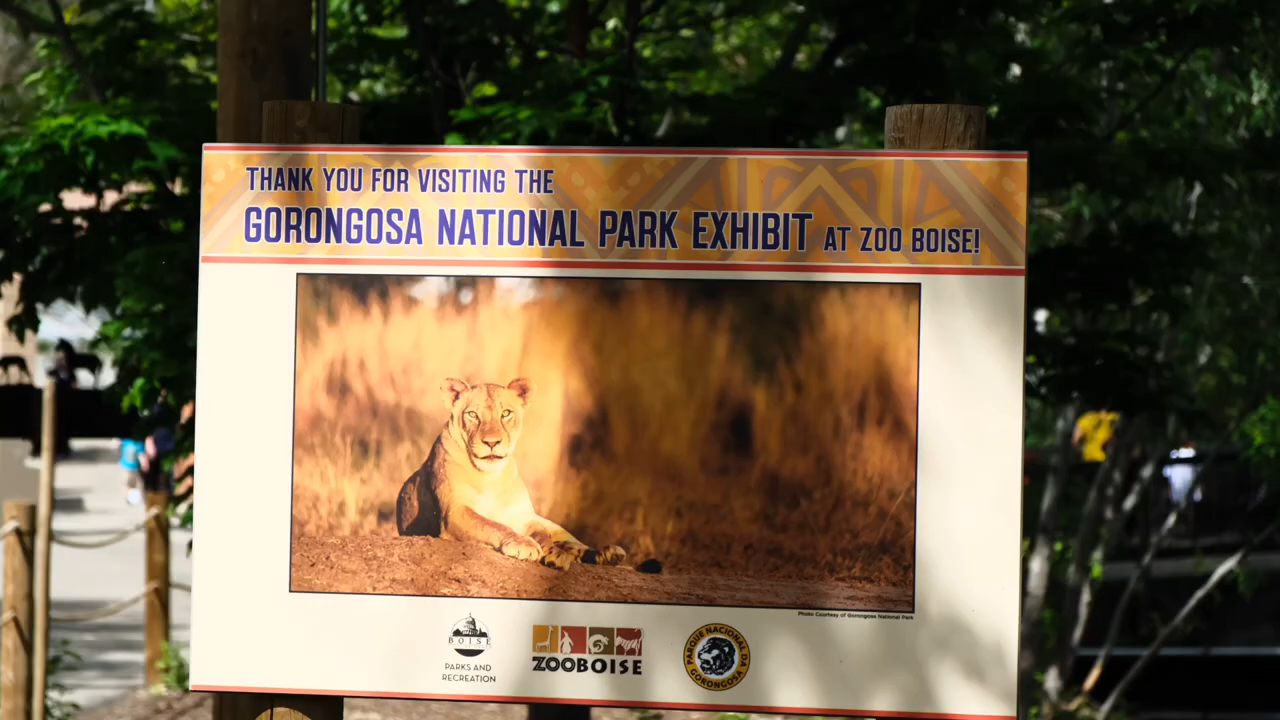 THANK YOU FOR VISITING THE
GORONGOSA NATIONAL PARK EXHIBIT AT ZOO BOISE!
Photo Courtesy of Gorongosa National Park
BOISE
PARKS AND
RECREATION
ZOOBOISE
PARQUE NACIONAL DA
GORONGOSA